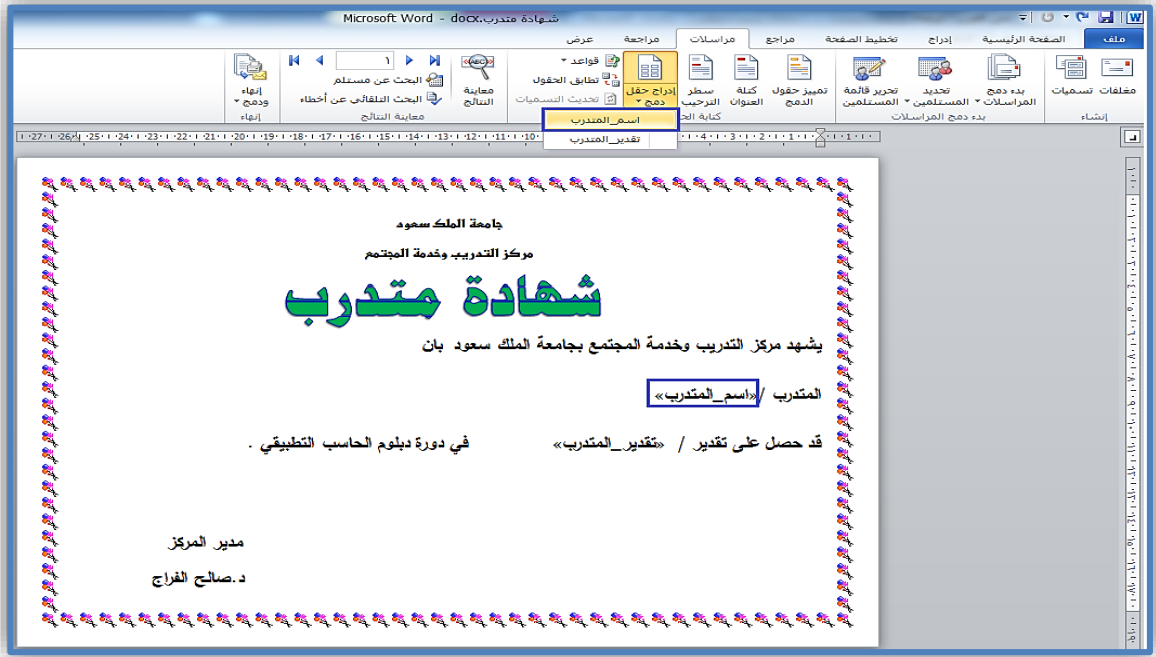 شهادة متدرب.docx - Microsoft Word
ملف الصفحة الرئيسية إدراج تخطيط الصفحة مراجع مراسلات مراجعة عرض
مغلفات تسميات
إنشاء
بدء دمج المراسلات
تحديد المستلمين
تحرير قائمة المستلمين
بدء دمج المراسلات
تمييز حقول الدمج
كتلة العنوان
سطر الترحيب
إدراج حقل دمج
قواعد
تطابق الحقول
تحديث التسميات
كتابة
معاينة النتائج
١
البحث عن مستلم
البحث التلقائي عن أخطاء
معاينة النتائج
إنهاء ودمج
إنهاء
اسم_المتدرب
تقدير_المتدرب
جامعة الملك سعود
مركز التدريب وخدمة المجتمع
شهادة متدرب
يشهد مركز التدريب وخدمة المجتمع بجامعة الملك سعود بان
المتدرب /«اسم_المتدرب»
قد حصل على تقدير / «تقدير_المتدرب» في دورة دبلوم الحاسب التطبيقي .
مدير المركز
د.صالح الفراج